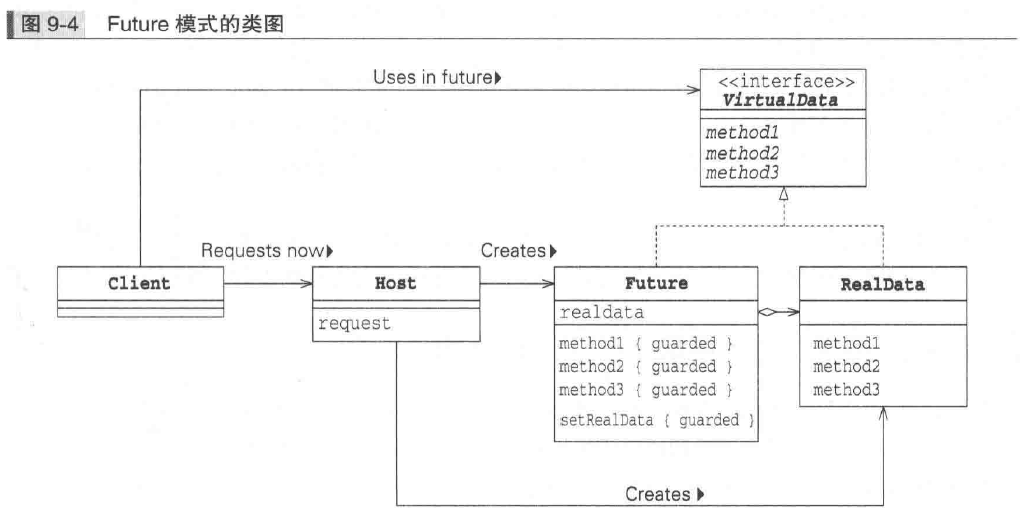 图 9-4 Future 模式的类图
Uses in future
<<interface>>
VirtualData
method1
method2
method3
Requests now
Creates
Client
Host
request
Future
realdata
method1 { guarded }
method2 { guarded }
method3 { guarded }
setRealData { guarded }
RealData
method1
method2
method3
Creates